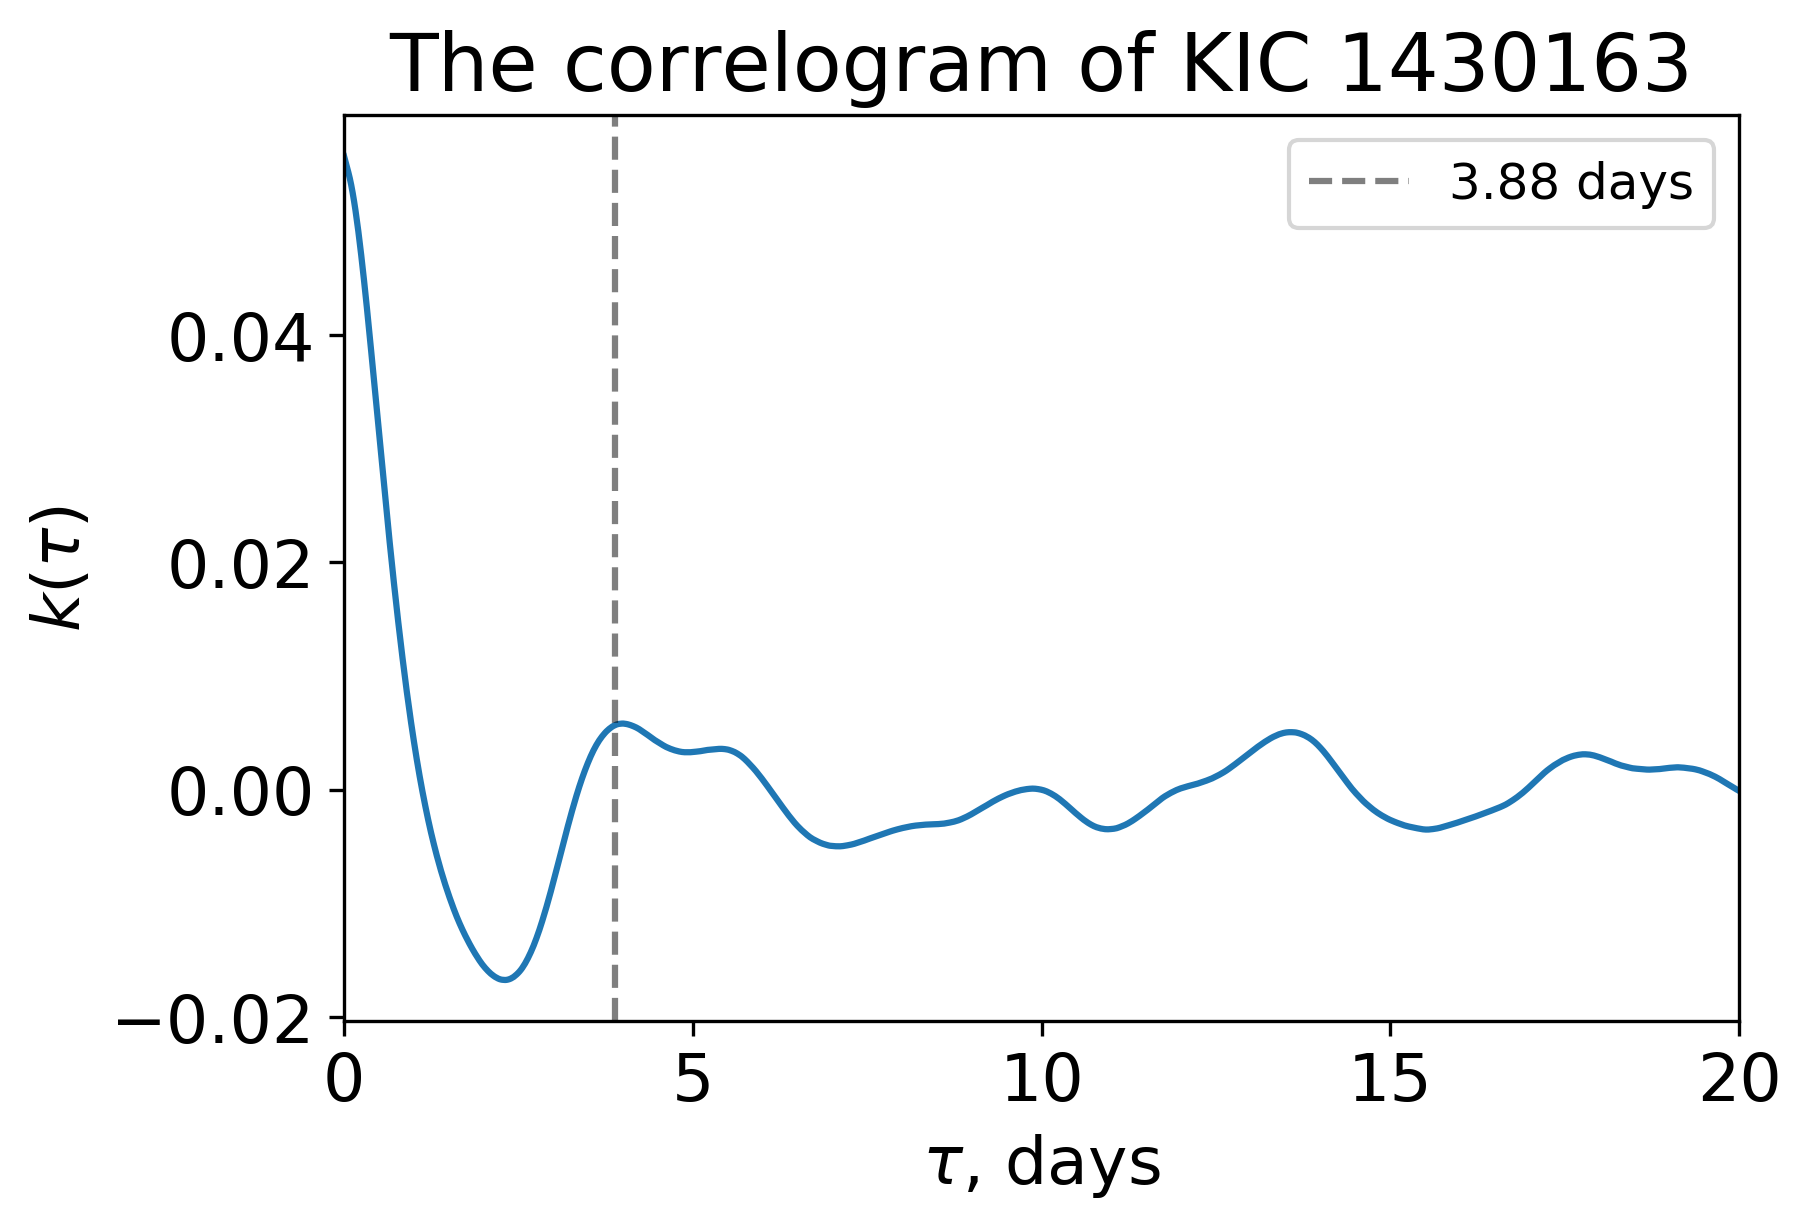 The correlogram of KIC 1430163
3.88 days
0.04
0.02
0.00
−0.02
k(τ)
0 5 10 15 20
τ, days